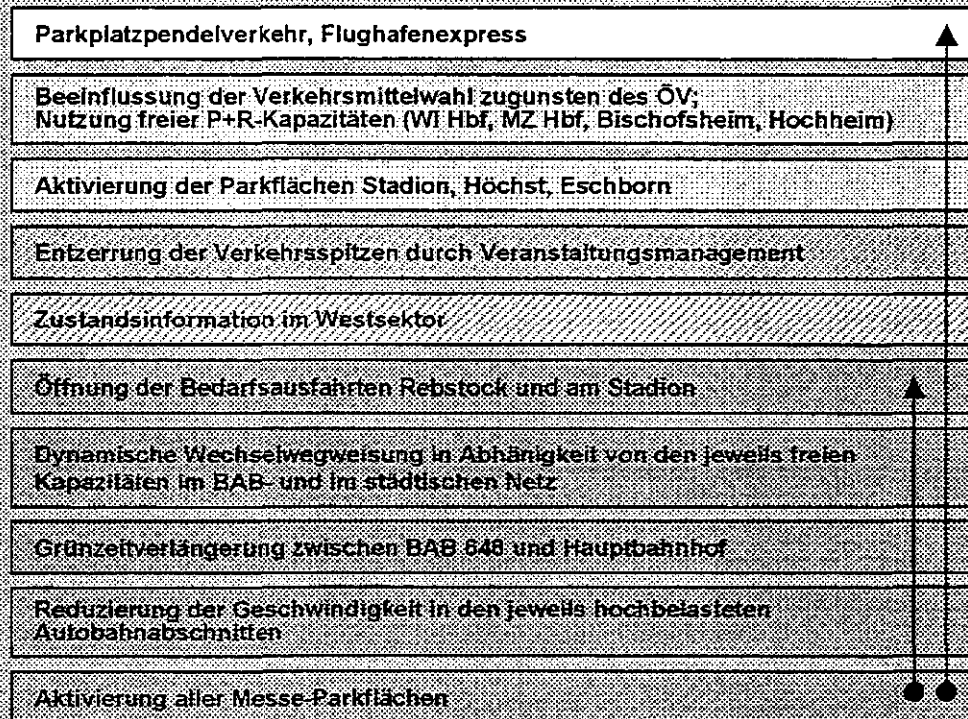 Parkplatzpendelverkehr, Flughafenexpress
Beeinflussung der Verkehrsmittelwahl zugunsten des ÖV;
Nutzung freier P+R-Kapazitäten (WI Hbf, MZ Hbf, Bischofsheim, Hochheim)
Aktivierung der Parkflächen Stadion, Höchst, Eschborn
Entzerrung der Verkehrsspitzen durch Veranstaltungsmanagement
Zustandsinformation im Westsektor
Öffnung der Bedarfsausfahrten Rebstock und am Stadion
Dynamische Wechselwegweisung in Abhänigkeit von den jeweils freien
Kapazitäten im BAB- und im städtischen Netz
Grünzeitverlängerung zwischen BAB 648 und Hauptbahnhof
Reduzierung der Geschwindigkeit in den jeweils hochbelasteten
Autobahnabschnitten
Aktivierung aller Messe-Parkflächen